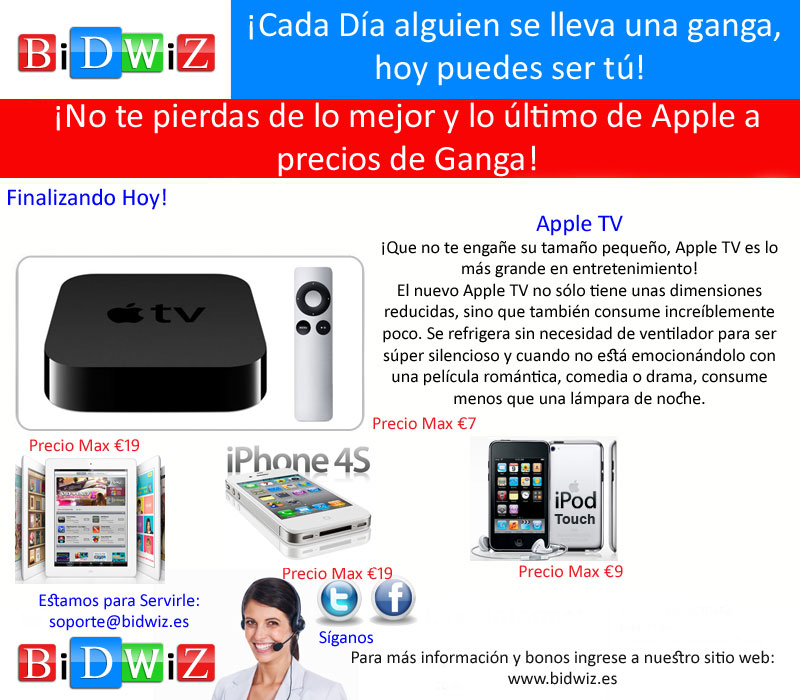 BiDWiZ
¡Cada Día alguien se lleva una ganga,
hoy puedes ser tú!
¡No te pierdas de lo mejor y lo último de Apple a
precios de Ganga!
Finalizando Hoy!
Apple TV
¡Que no te engañe su tamaño pequeño, Apple TV es lo
más grande en entretenimiento!
El nuevo Apple TV no sólo tiene unas dimensiones
reducidas, sino que también consume increíblemente
poco. Se refrigera sin necesidad de ventilador para ser
súper silencioso y cuando no está emocionándolo con
una película romántica, comedia o drama, consume
menos que una lámpara de noche.
tv
MENU
Precio Max €7
Precio Max €19
iPhone 4S
Precio Max €19
iPod
Touch
Precio Max €9
Estamos para Servirle:
soporte@bidwiz.es
Síganos
BiDWiZ
Para más información y bonos ingrese a nuestro sitio web:
www.bidwiz.es